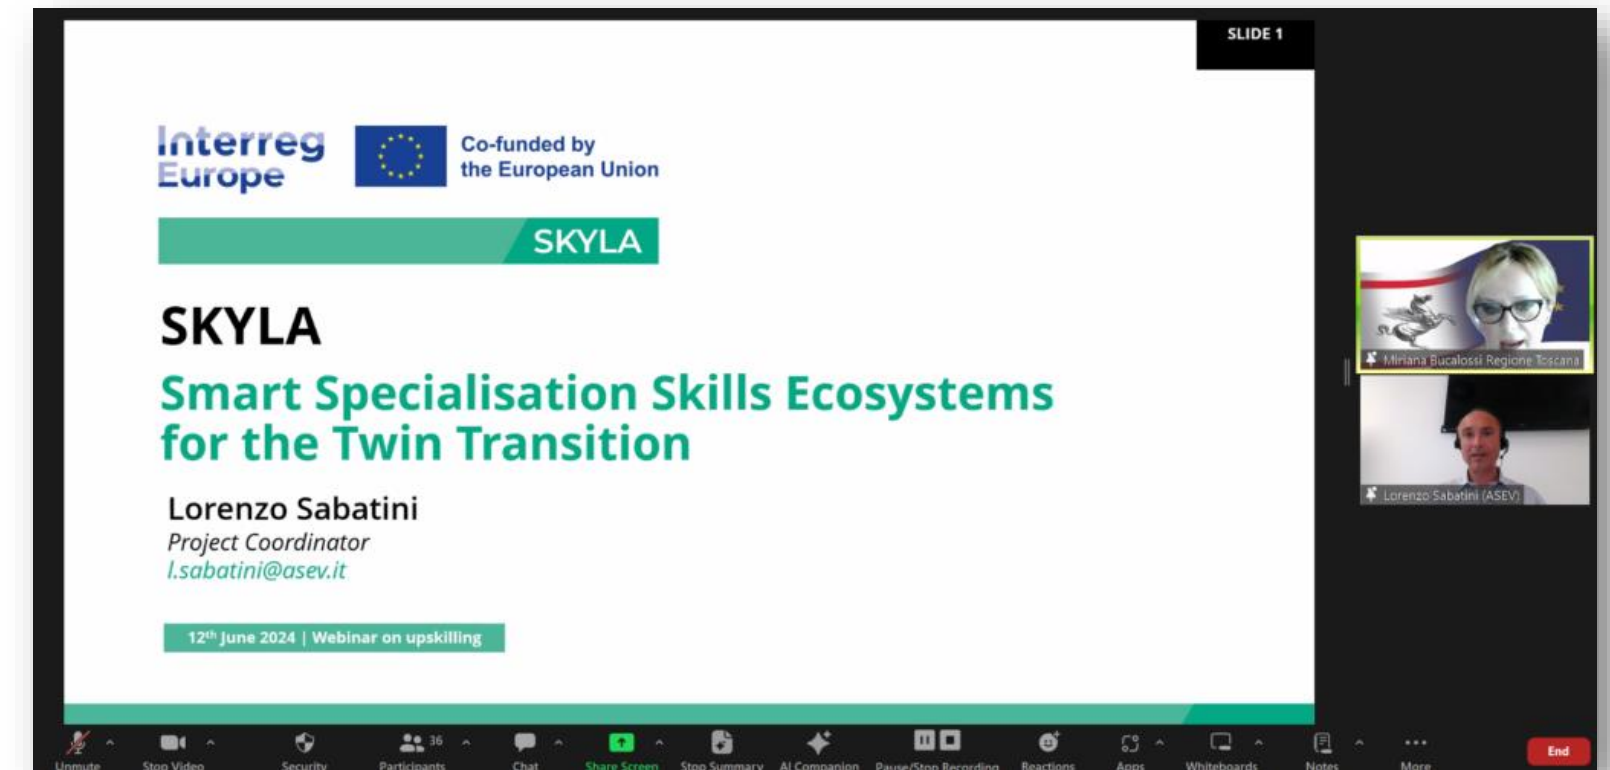 SLIDE 1
Interreg
Europe
Co-funded by
the European Union
SKYLA
SKYLA
Smart Specialisation Skills Ecosystems
for the Twin Transition
Lorenzo Sabatini
Project Coordinator
l.sabatini@asev.it
12th June 2024 | Webinar on upskilling
Miriana Bucalossi Regione Toscana
Lorenzo Sabatini (ASEV)
36
Unmute
Stop Video
Security
Participants
Chat
Share Screen
Stop Summary
AI Companion
Pause/Stop Recording
Reactions
Apps
Whiteboards
Notes
More
End